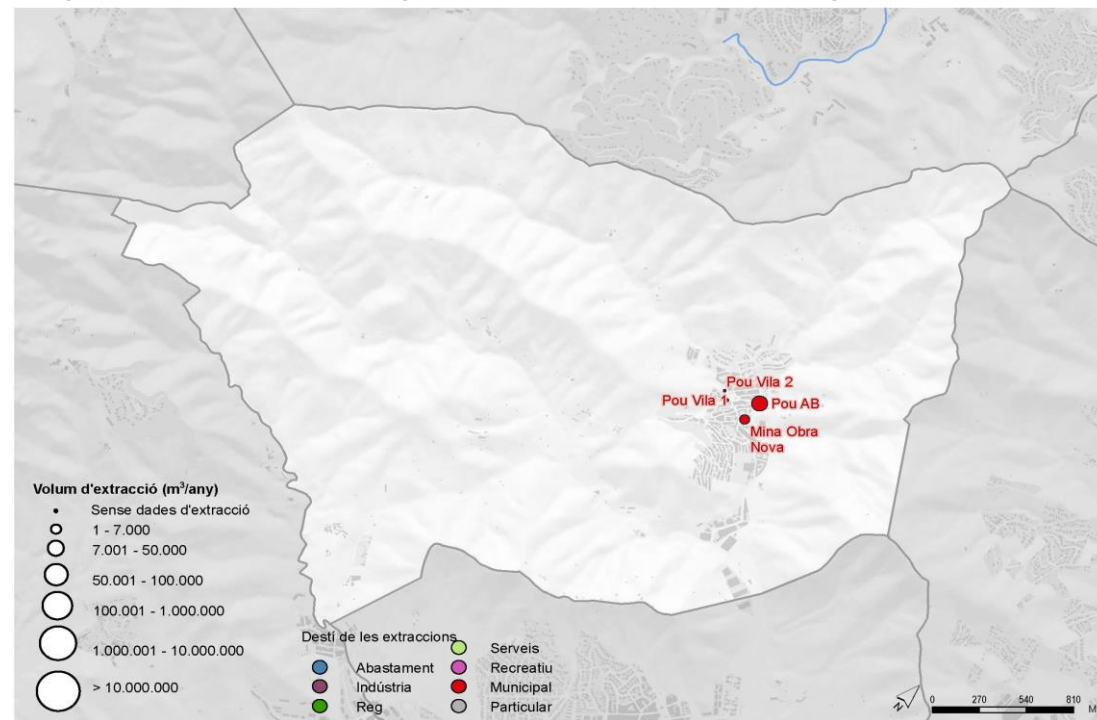 Pou Vila 2
Pou Vila 1
Pou AB
Mina Obra
Nova
Volum d'extracció (m³/any)
Sense dades d'extracció
1 - 7.000
7.001 - 50.000
50.001 - 100.000
100.001 - 1.000.000
1.000.001 - 10.000.000
> 10.000.000
Destí de les extraccions
Abastament
Indústria
Reg
Serveis
Recreatiu
Municipal
Particular
N
0 270 540 810
M